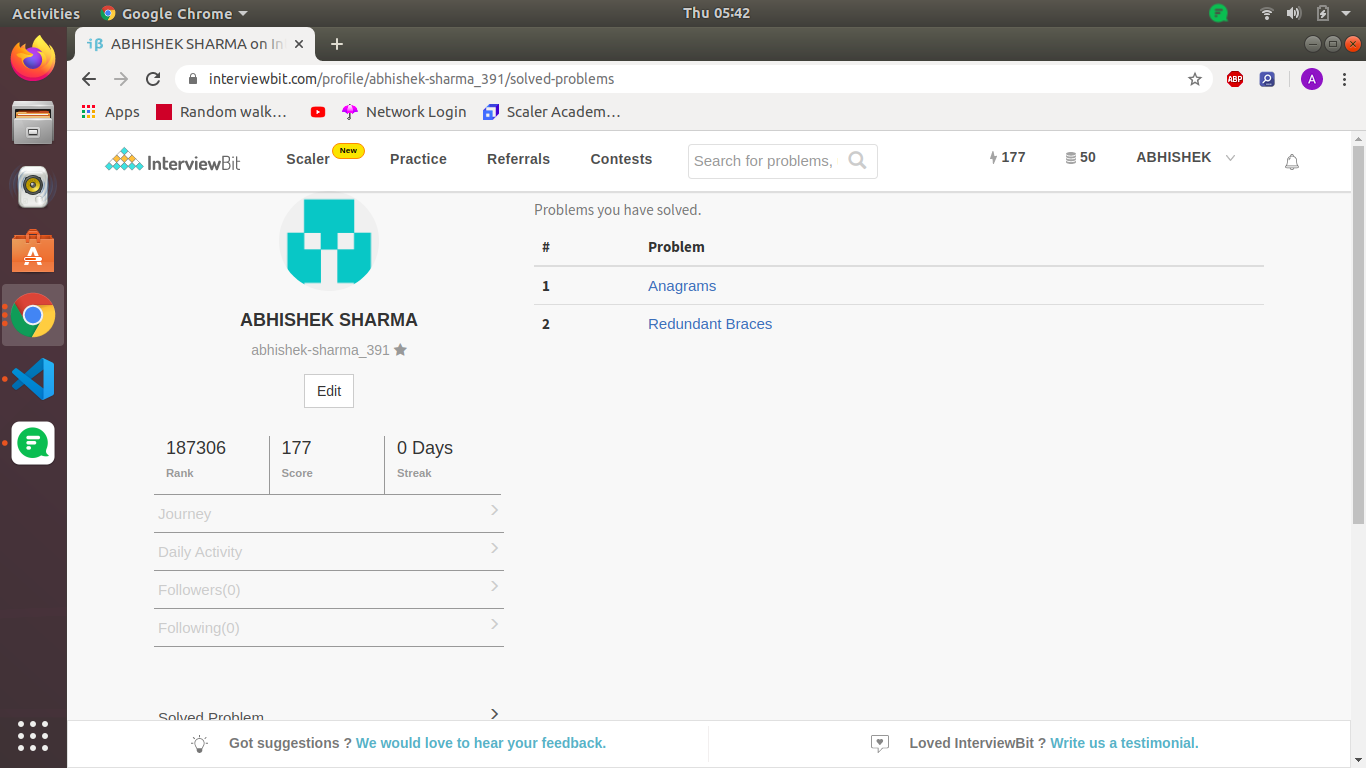 Activities
Google Chrome
Thu 05:42
iβ ABHISHEK SHARMA on In
interviewbit.com/profile/abhishek-sharma_391/solved-problems
ABP
A
Apps
Random walk…
Network Login
Scaler Academ…
InterviewBit
Scaler
New
Practice
Referrals
Contests
Search for problems,
177
50
ABHISHEK
Problems you have solved.
# Problem
1 Anagrams
2 Redundant Braces
ABHISHEK SHARMA
abhishek-sharma_391
Edit
187306 177 0 Days
Rank Score Streak
Journey
Daily Activity
Followers(0)
Following(0)
Solved Problem
Got suggestions ? We would love to hear your feedback.
Loved InterviewBit ? Write us a testimonial.